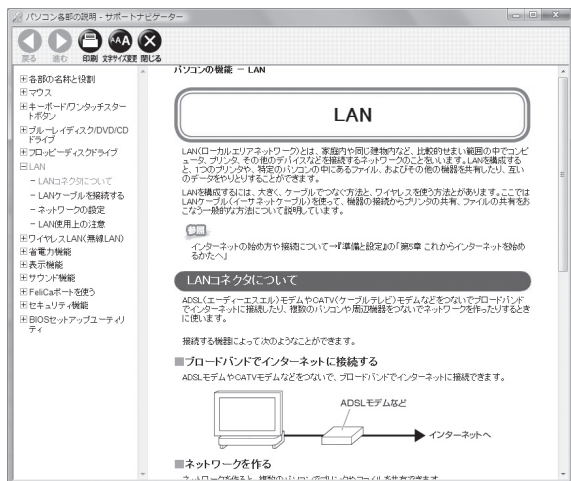 パソコン各部の説明 - サポートナビゲーター
戻る 進む 印刷 文字サイズ変更 閉じる
各部の名称と役割
マウス
キーボード/ワンタッチスター
トボタン
ブルーレイディスク/DVD/CD
ドライブ
フロッピーディスクドライブ
LAN
- LANコネクタについて
- LANケーブルを接続する
- ネットワークの設定
- LAN使用上の注意
ワイヤレスLAN(無線LAN)
省電力機能
表示機能
サウンド機能
FeliCaポートを使う
セキュリティ機能
BIOSセットアップユーティリ
ティ
パソコンの機能 - LAN
LAN
LAN(ローカルエリアネットワーク)とは、家庭内や同じ建物内など、比較的せまい範囲の中でコンピ
ュータ、プリンタ、その他のデバイスなどを接続するネットワークのことをいいます。LANを構成する
と、1つのプリンタや、特定のパソコンの中にあるファイル、およびその他の機器を共有したり、互い
のデータをやりとりすることができます。
LANを構成するには、大きく、ケーブルでつなぐ方法と、ワイヤレスを使う方法とがあります。ここでは
LANケーブル(イーサネットケーブル)を使って、機器の接続からプリンタの共有、ファイルの共有をお
こなう一般的な方法について説明しています。
参照
インターネットの始め方や接続について→『準備と設定』の「第5章 これからインターネットを始め
るかたへ」
LANコネクタについて
ADSL(エーディーエスエル)モデムやCATV(ケーブルテレビ)モデムなどをつないでブロードバンド
でインターネットに接続したり、複数のパソコンや周辺機器をつないでネットワークを作ったりするとき
に使います。
接続する機器によって次のようなことができます。
■ブロードバンドでインターネットに接続する
ADSLモデムやCATVモデムなどをつないで、ブロードバンドでインターネットに接続できます。
ADSLモデムなど
インターネットへ
■ネットワークを作る
ネットワークを作ると、複数のパソコンでプリンタやファイルを共有できます。